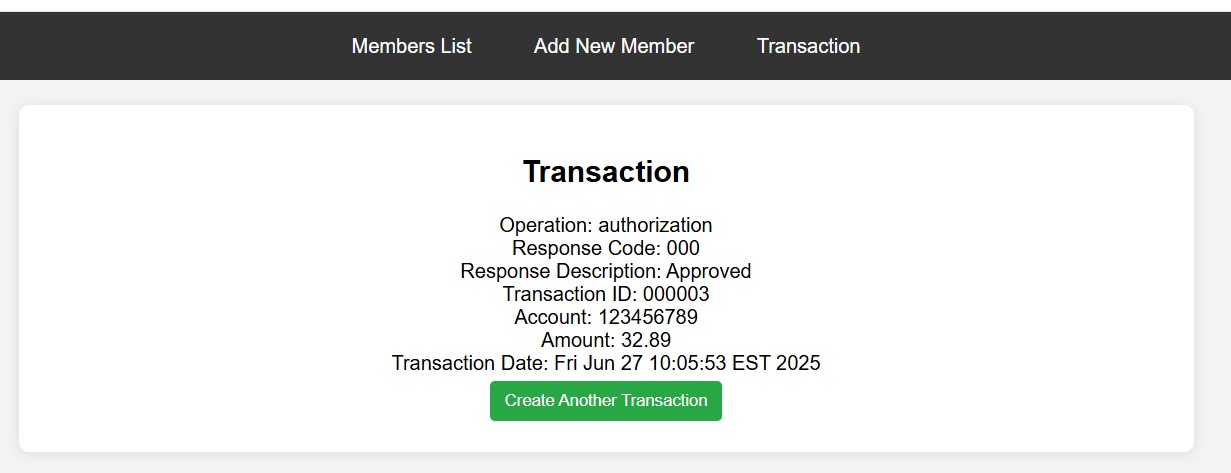 Members List Add New Member Transaction
Transaction
Operation: authorization
Response Code: 000
Response Description: Approved
Transaction ID: 000003
Account: 123456789
Amount: 32.89
Transaction Date: Fri Jun 27 10:05:53 EST 2025
Create Another Transaction